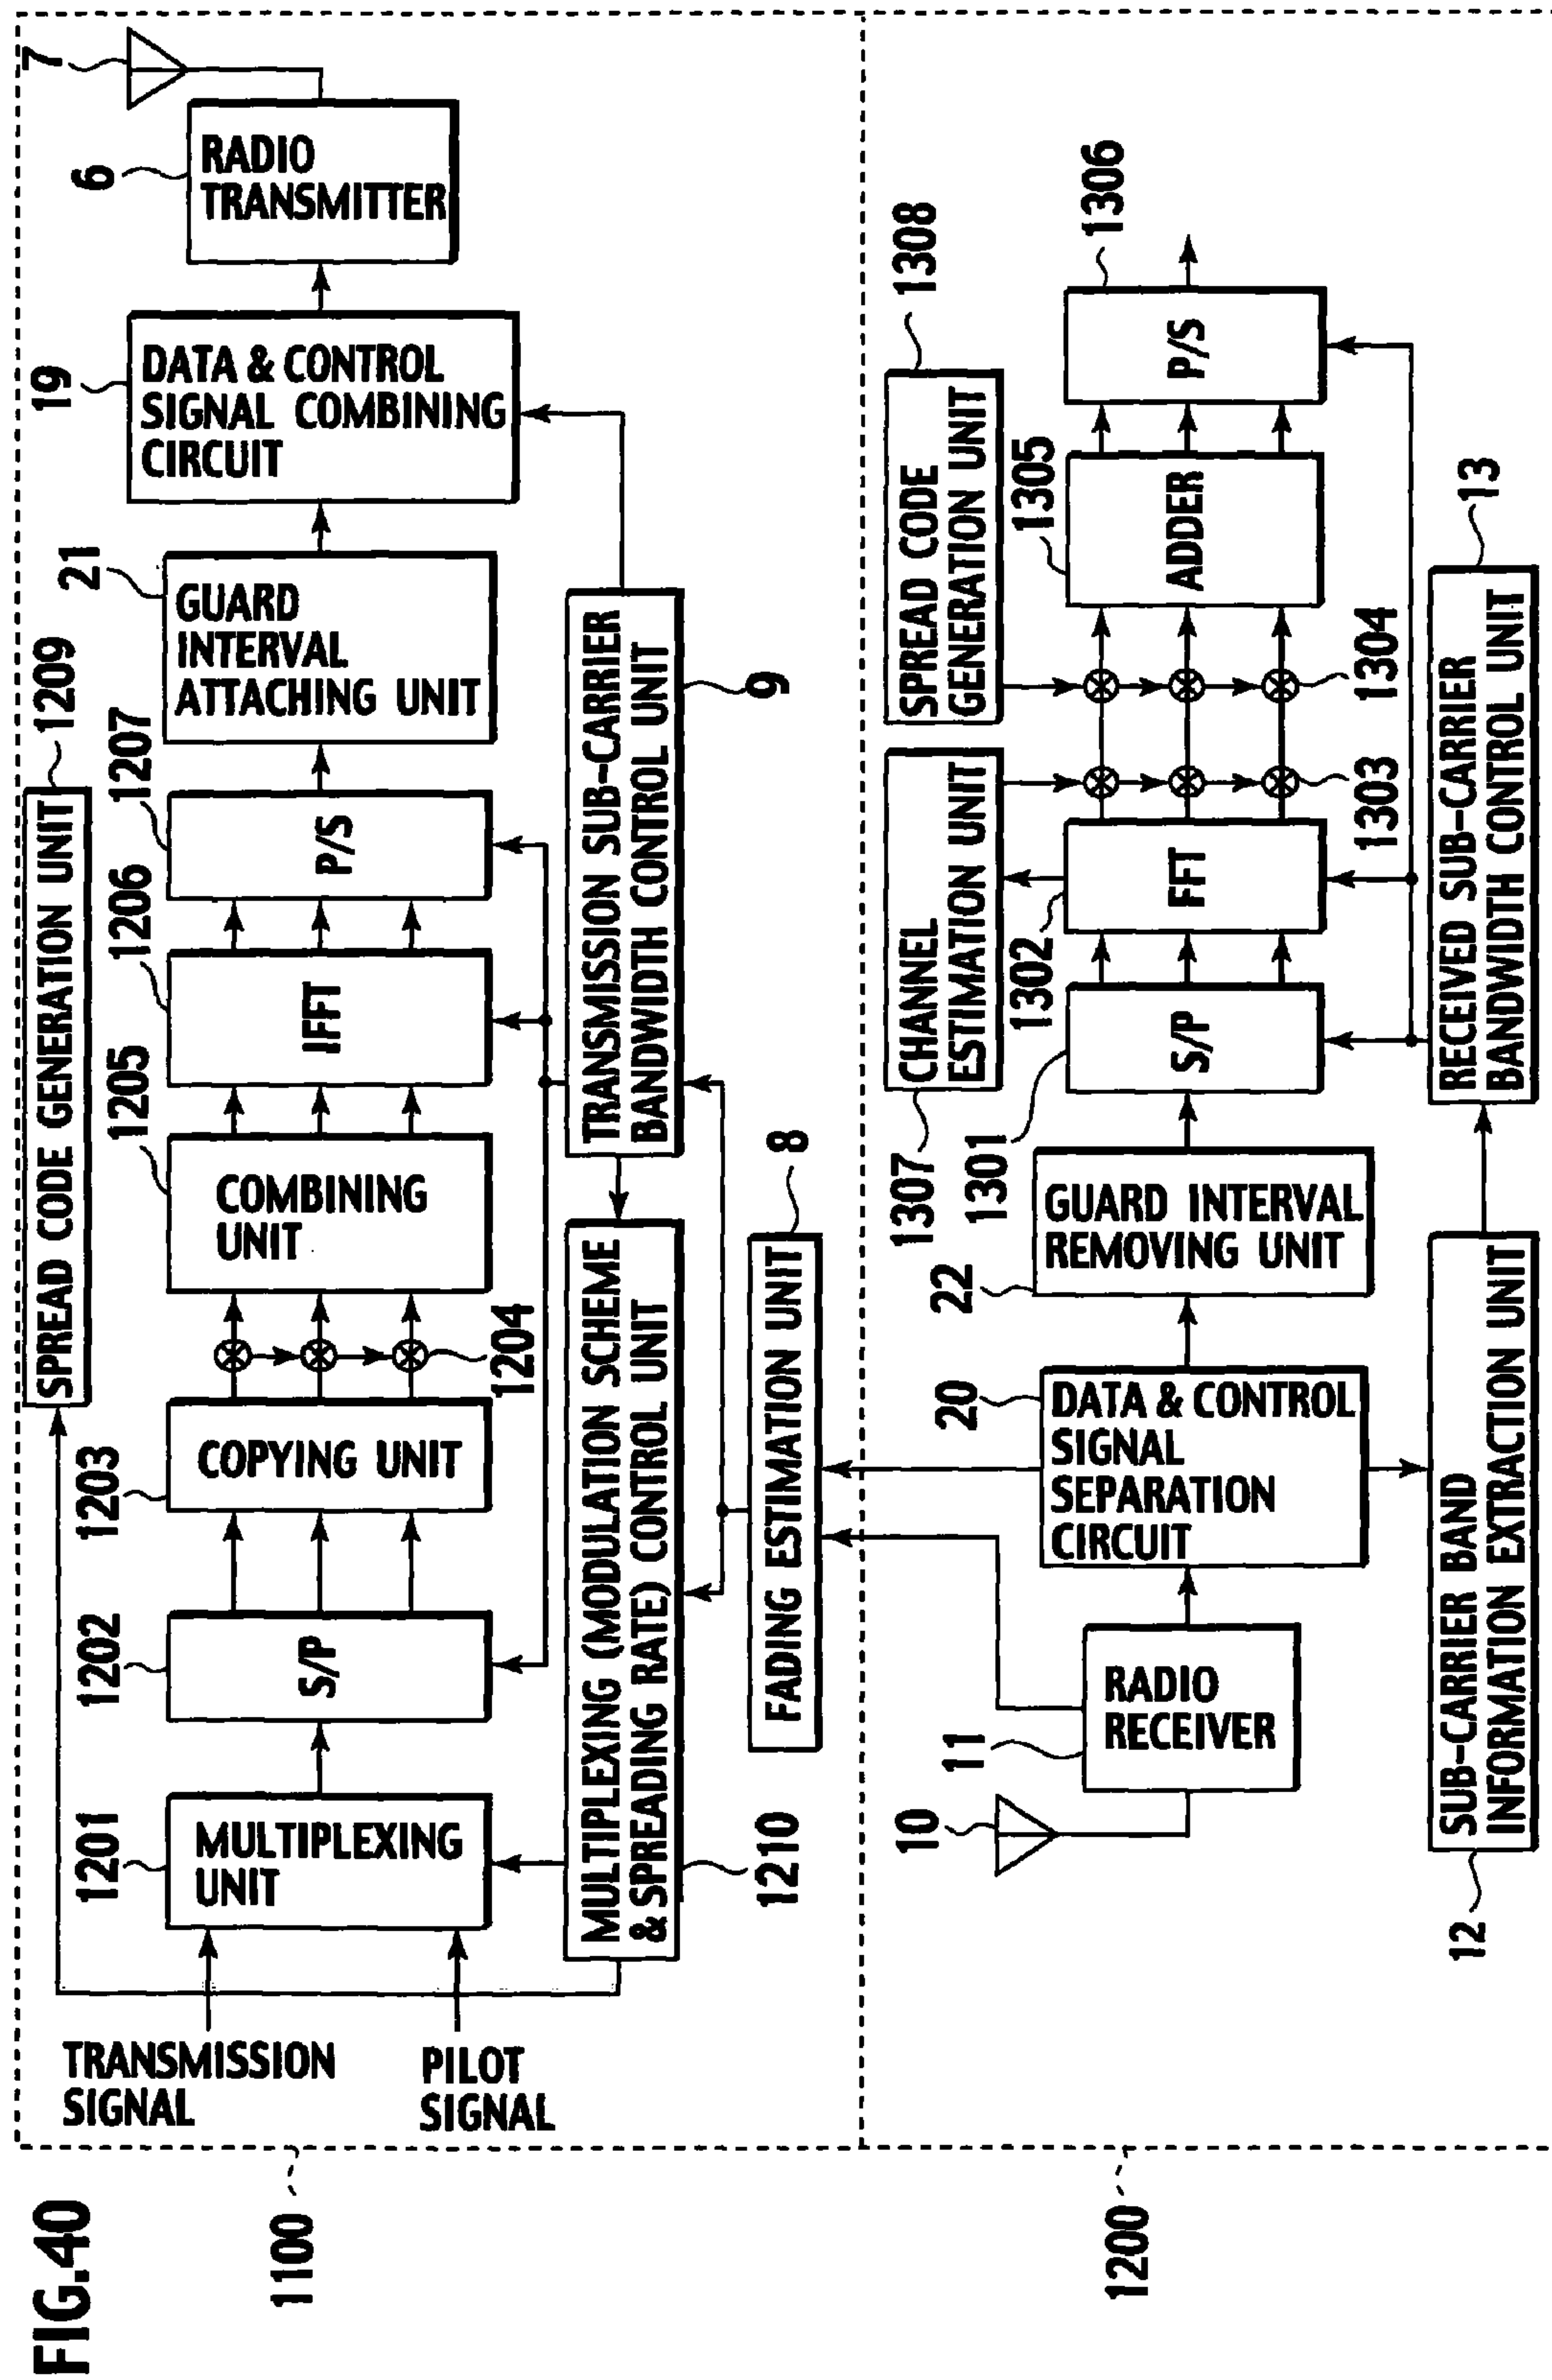 FIG.40
1100
TRANSMISSION
SIGNAL
PILOT
SIGNAL
SPREAD CODE GENERATION UNIT
1209
1201
MULTIPLEXING
UNIT
1202
S/P
1203
COPYING UNIT
1204
1205
COMBINING
UNIT
1206
IFFT
1207
P/S
21
GUARD
INTERVAL
ATTACHING UNIT
19
DATA & CONTROL
SIGNAL COMBINING
CIRCUIT
6
RADIO
TRANSMITTER
7
MULTIPLEXING (MODULATION SCHEME
& SPREADING RATE) CONTROL UNIT
1210
TRANSMISSION SUB-CARRIER
BANDWIDTH CONTROL UNIT
9
FADING ESTIMATION UNIT
8
1200
10
11
RADIO
RECEIVER
20
DATA & CONTROL
SIGNAL
SEPARATION
CIRCUIT
22
GUARD INTERVAL
REMOVING UNIT
1301
S/P
1302
FFT
1307
CHANNEL
ESTIMATION UNIT
1303
SPREAD CODE
GENERATION UNIT
1308
1304
1305
ADDER
1306
P/S
12
SUB-CARRIER BAND
INFORMATION EXTRACTION UNIT
RECEIVED SUB-CARRIER
BANDWIDTH CONTROL UNIT
13